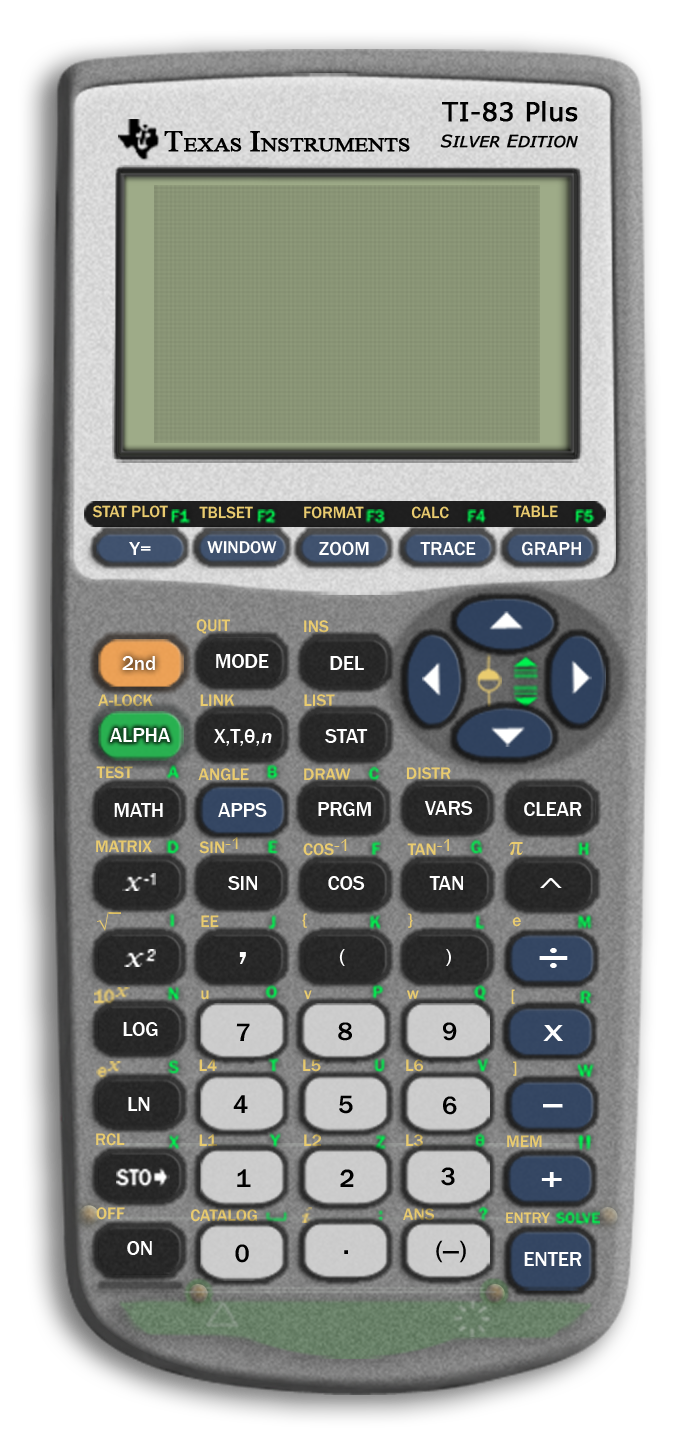 TI-83 Plus
TEXAS INSTRUMENTS SILVER EDITION
STAT PLOT F1 TBLSET F2 FORMAT F3 CALC F4 TABLE F5
Y= WINDOW ZOOM TRACE GRAPH
QUIT INS
2nd MODE DEL
A-LOCK LINK LIST
ALPHA X,T,θ,n STAT
TEST A ANGLE B DRAW C DISTR
MATH APPS PRGM VARS CLEAR
MATRIX D SIN-1 E COS-1 F TAN-1 G π H
x-1 SIN COS TAN ^
√ I EE J { K } L e M
x2 , ( ) ÷
10x N u O v P w Q [ R
LOG 7 8 9 x
ex S L4 T L5 U L6 V ] W
LN 4 5 6 −
RCL X L1 Y L2 Z L3 θ MEM "
STO➔ 1 2 3 +
OFF CATALOG i : ANS ? ENTRY SOLVE
ON 0 . (−) ENTER